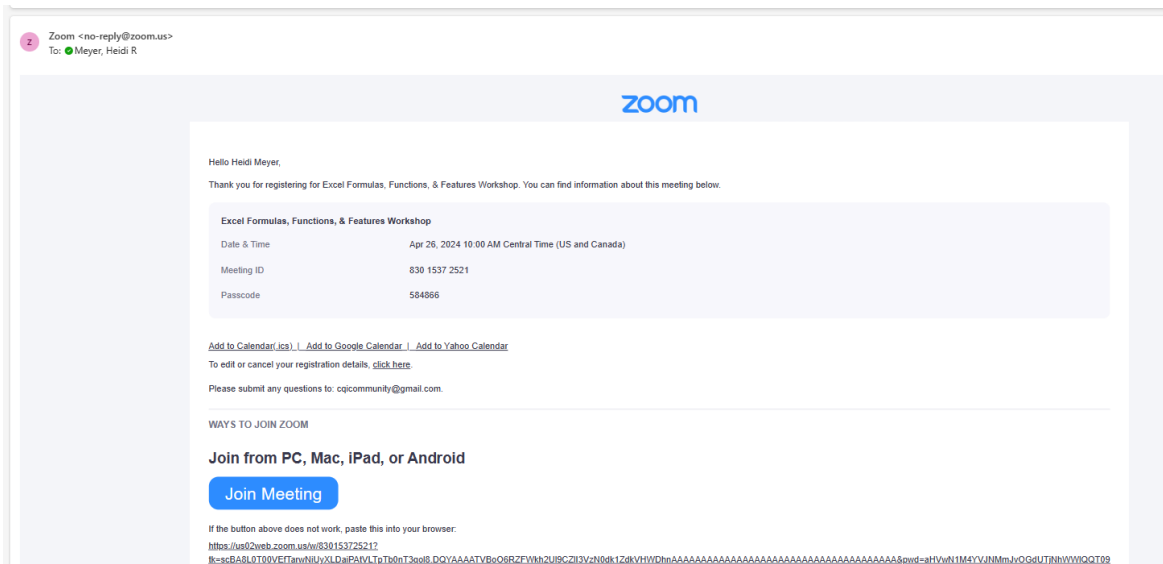 Z
Zoom <no-reply@zoom.us>
To: Meyer, Heidi R
zoom
Hello Heidi Meyer,
Thank you for registering for Excel Formulas, Functions, & Features Workshop. You can find information about this meeting below.
Excel Formulas, Functions, & Features Workshop
Date & Time Apr 26, 2024 10:00 AM Central Time (US and Canada)
Meeting ID 830 1537 2521
Passcode 584866
Add to Calendar(.ics) | Add to Google Calendar | Add to Yahoo Calendar
To edit or cancel your registration details, click here.
Please submit any questions to: cqicommunity@gmail.com.
WAYS TO JOIN ZOOM
Join from PC, Mac, iPad, or Android
Join Meeting
If the button above does not work, paste this into your browser:
https://us02web.zoom.us/w/83015372521?